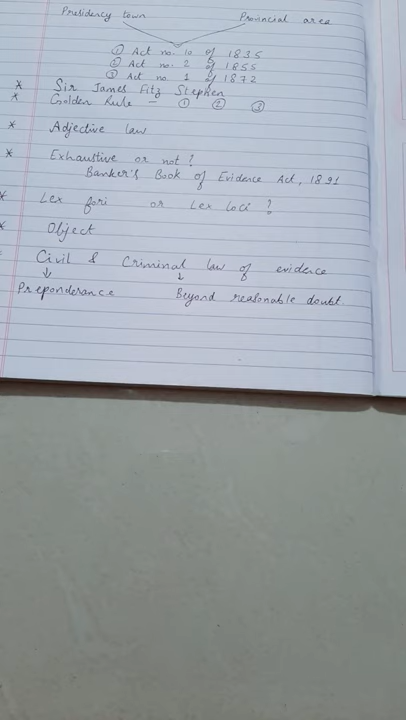 Presidency town Provincial area
① Act no. 10 of 1835
② Act no. 2 of 1855
③ Act no 1 of 1872
* Sir James Fitz Stephen
* Golden Rule - ① ② ③
* Adjective law
* Exhaustive or not?
Banker's Book of Evidence Act, 1891
* Lex fori or Lex loci?
* Object
Civil & Criminal law of evidence
Preponderance Beyond reasonable doubt